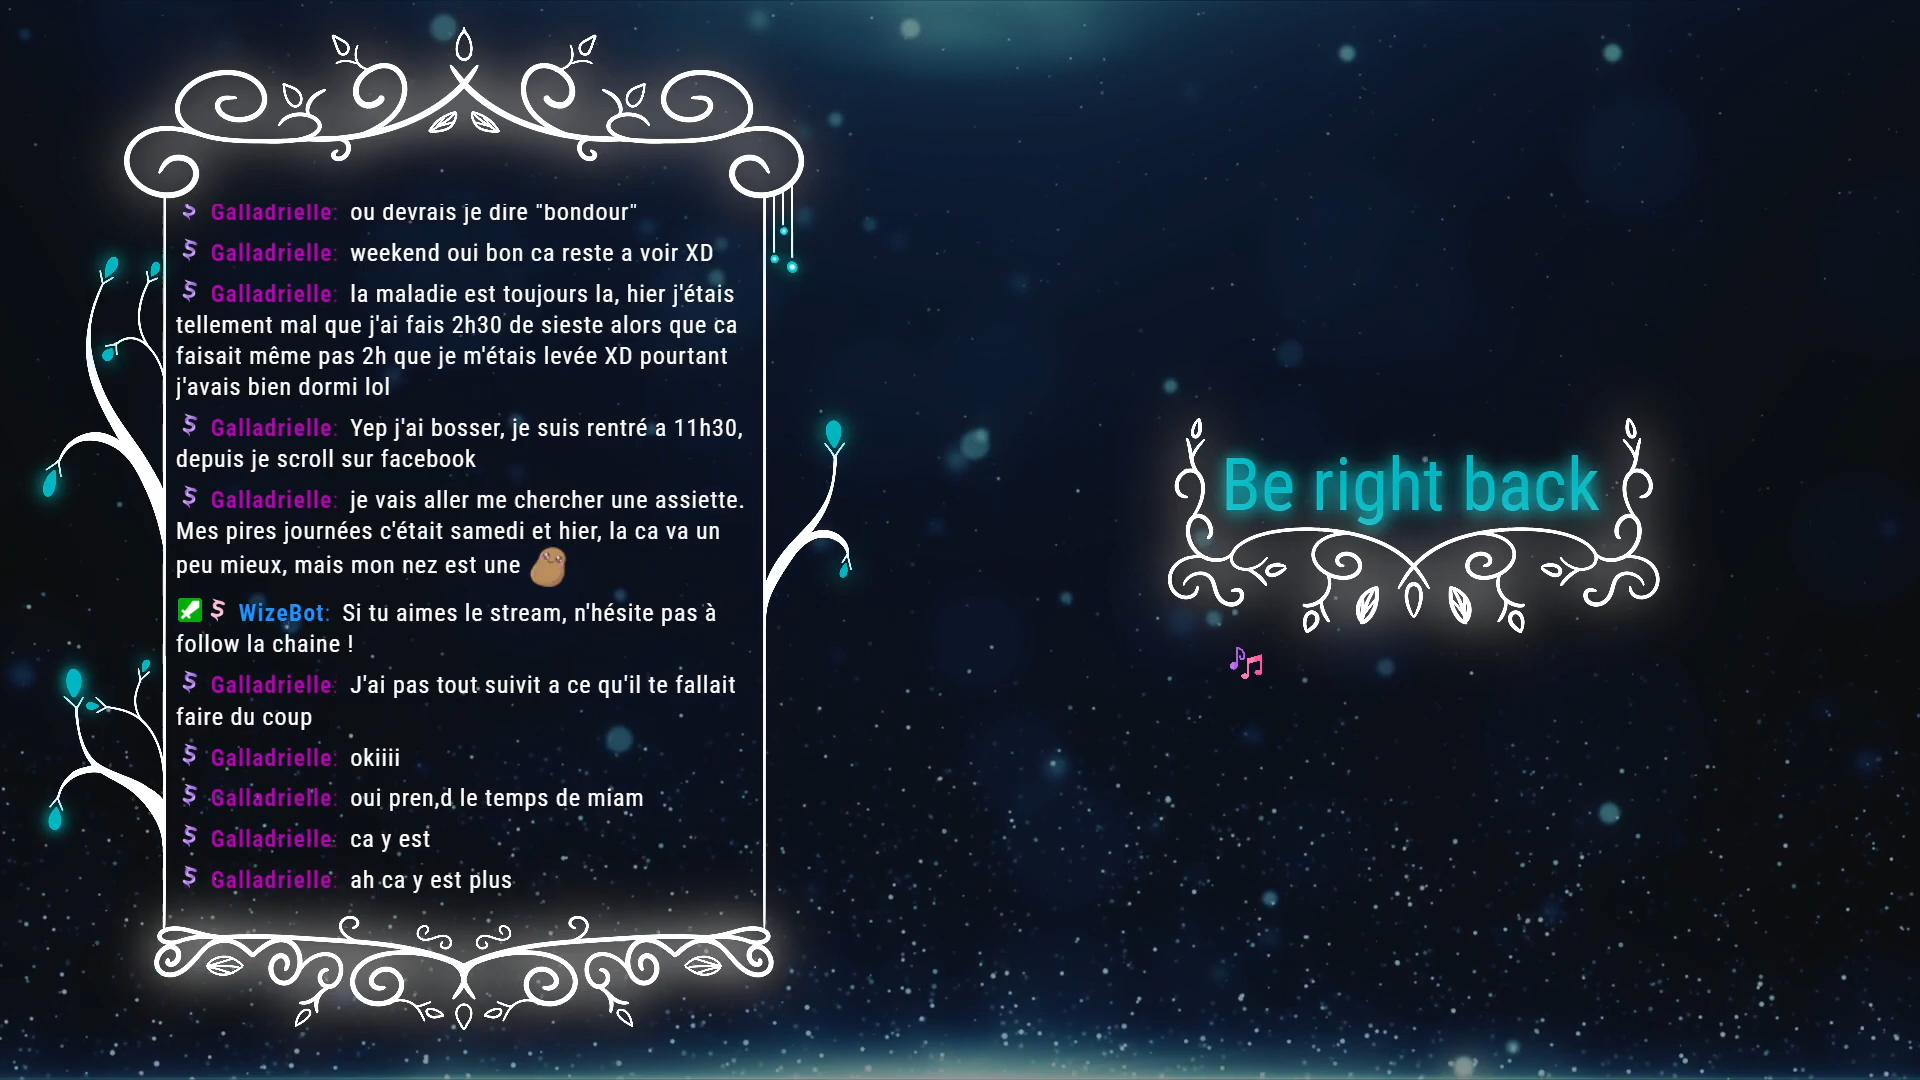 Galladrielle: ou devrais je dire "bondour"
Galladrielle: weekend oui bon ca reste a voir XD
Galladrielle: la maladie est toujours la, hier j'étais
tellement mal que j'ai fais 2h30 de sieste alors que ca
faisait même pas 2h que je m'étais levée XD pourtant
j'avais bien dormi lol
Galladrielle: Yep j'ai bosser, je suis rentré a 11h30,
depuis je scroll sur facebook
Galladrielle: je vais aller me chercher une assiette.
Mes pires journées c'était samedi et hier, la ca va un
peu mieux, mais mon nez est une
WizeBot: Si tu aimes le stream, n'hésite pas à
follow la chaine !
Galladrielle: J'ai pas tout suivit a ce qu'il te fallait
faire du coup
Galladrielle: okiiii
Galladrielle: oui pren,d le temps de miam
Galladrielle: ca y est
Galladrielle: ah ca y est plus
Be right back